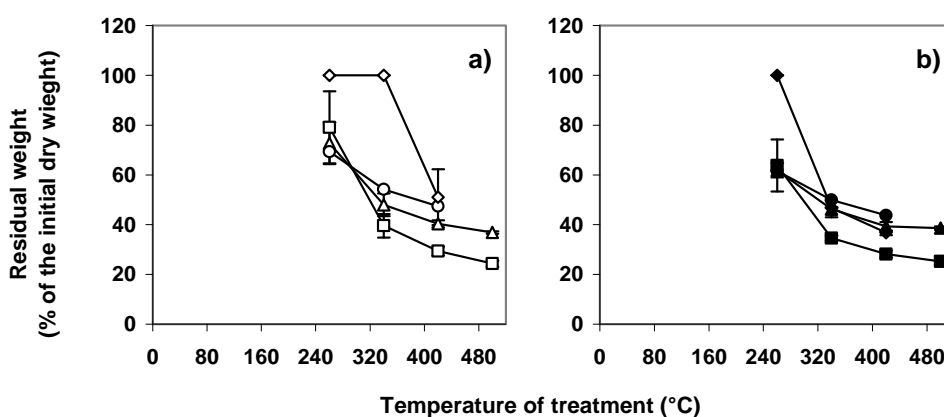 120
100
80
60
40
20
0
a)
0 80 160 240 320 400 480
120
100
80
60
40
20
0
b)
0 80 160 240 320 400 480
Residual weight
(% of the initial dry wieght)
Temperature of treatment (°C)